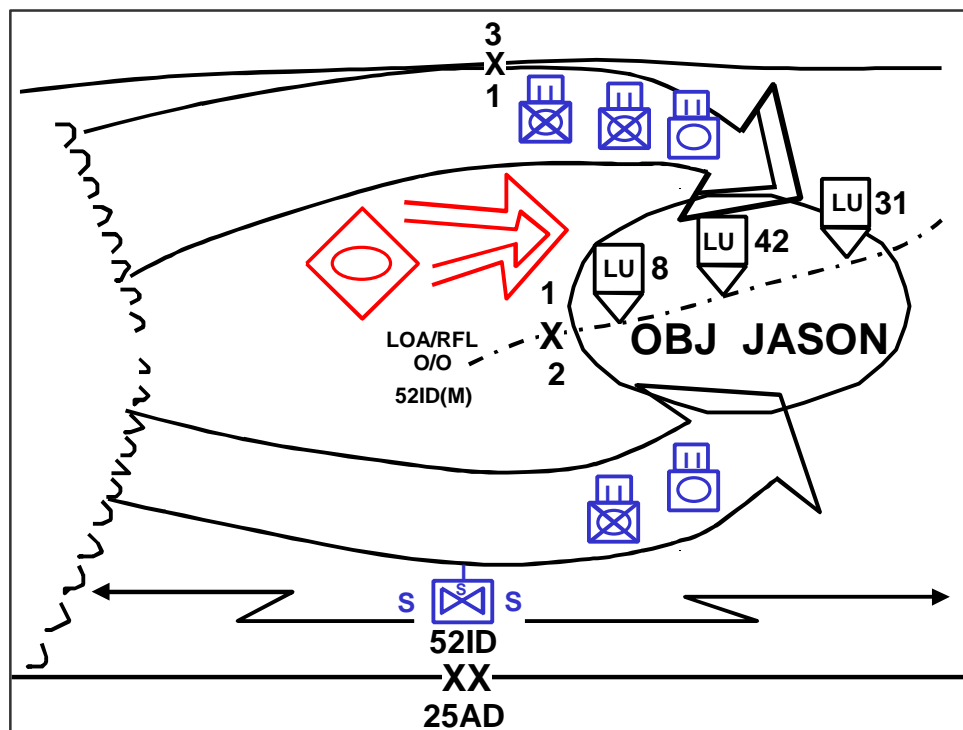 3
X
1
LU 31
LU 42
LU 8
1
X
2
LOA/RFL
O/O
52ID(M)
OBJ JASON
S S S
52ID
XX
25AD